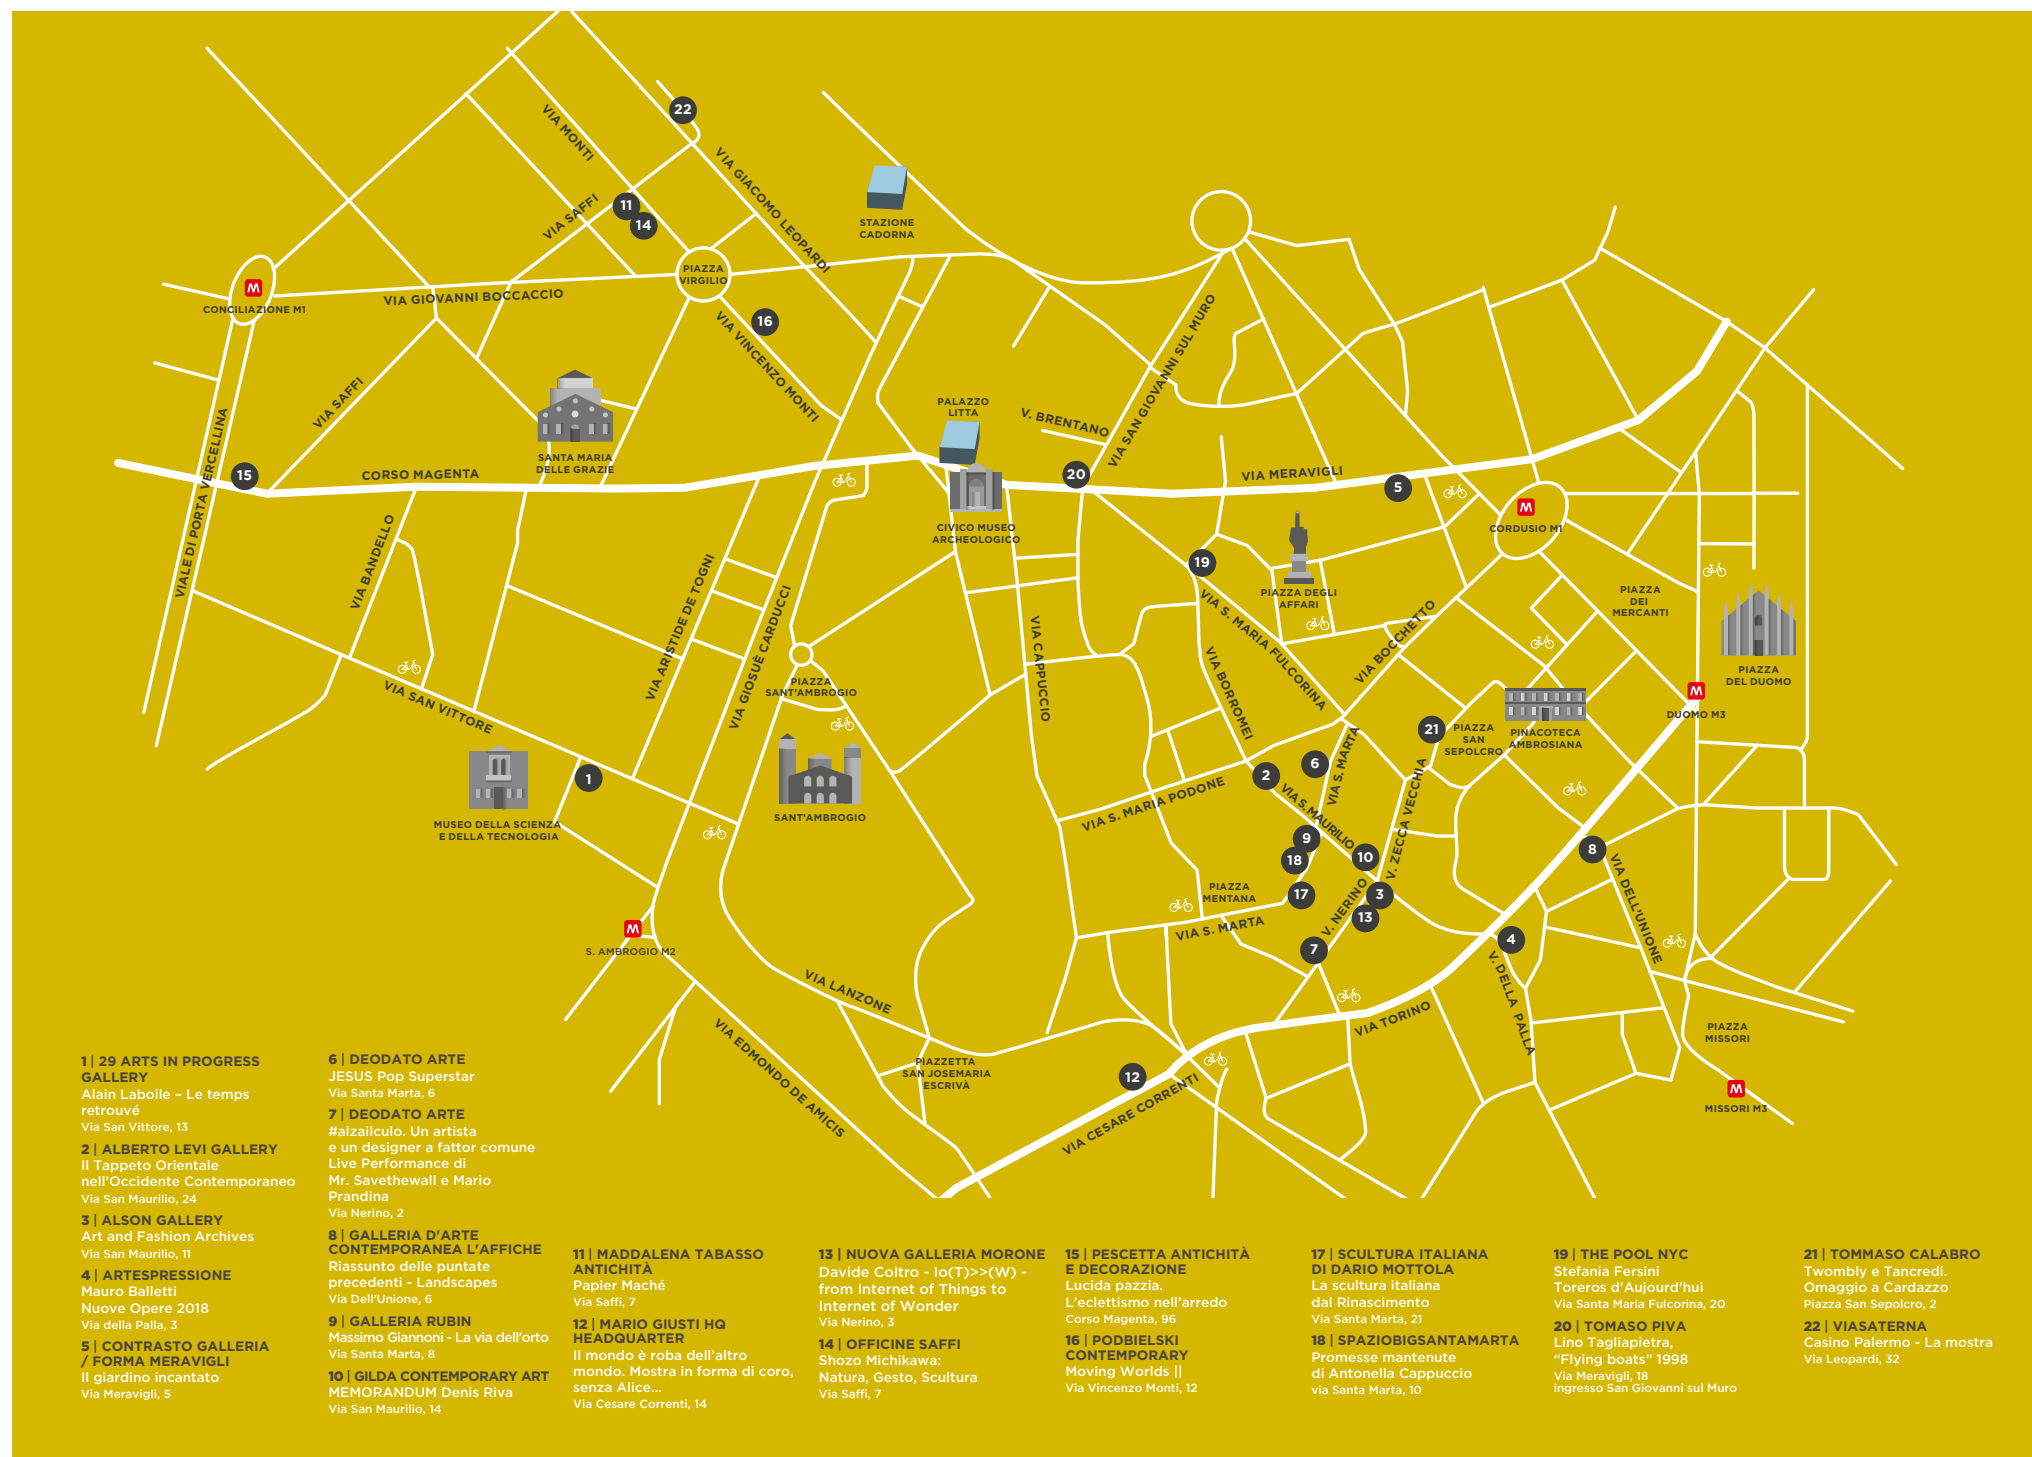 22
VIA MONTI
VIA GIACOMO LEOPARDI
VIA SAFFI
11
14
STAZIONE
CADORNA
PIAZZA
VIRGILIO
M
CONCILIAZIONE M1
VIA GIOVANNI BOCCACCIO
16
VIA VINCENZO MONTI
VIA SAN GIOVANNI SUL MURO
VIA SAFFI
PALAZZO
LITTA
V. BRENTANO
VIALE DI PORTA VERCELLINA
SANTA MARIA
DELLE GRAZIE
15
CORSO MAGENTA
20
VIA MERAVIGLI
5
M
CORDUSIO M1
CIVICO MUSEO
ARCHEOLOGICO
VIA BANDELLO
19
PIAZZA DEGLI
AFFARI
PIAZZA
DEI
MERCANTI
VIA ARISTIDE DE TOGNI
VIA GIOSUÈ CARDUCCI
VIA CAPPUCCIO
VIA S. MARIA FULCORINA
VIA BOCCHETTO
VIA BORROMEI
PIAZZA
DEL DUOMO
PIAZZA
SANT'AMBROGIO
M
DUOMO M3
VIA SAN VITTORE
21
PIAZZA
SAN
SEPOLCRO
PINACOTECA
AMBROSIANA
1
MUSEO DELLA SCIENZA
E DELLA TECNOLOGIA
SANT'AMBROGIO
2
6
VIA S. MARTA
VIA S. MARIA PODONE
VIA S. MAURILIO
V. ZECCA VECCHIA
9
18
10
8
17
3
13
PIAZZA
MENTANA
VIA S. MARTA
V. NERINO
7
4
VIA DELL'UNIONE
V. DELLA PALLA
M
S. AMBROGIO M2
VIA LANZONE
VIA TORINO
VIA EDMONDO DE AMICIS
PIAZZETTA
SAN JOSEMARIA
ESCRIVÀ
12
VIA CESARE CORRENTI
PIAZZA
MISSORI
M
MISSORI M3
1 | 29 ARTS IN PROGRESS
GALLERY
Alain Laboile – Le temps
retrouvé
Via San Vittore, 13
2 | ALBERTO LEVI GALLERY
Il Tappeto Orientale
nell'Occidente Contemporaneo
Via San Maurilio, 24
3 | ALSON GALLERY
Art and Fashion Archives
Via San Maurilio, 11
4 | ARTESPRESSIONE
Mauro Balletti
Nuove Opere 2018
Via della Palla, 3
5 | CONTRASTO GALLERIA
/ FORMA MERAVIGLI
Il giardino incantato
Via Meravigli, 5
6 | DEODATO ARTE
JESUS Pop Superstar
Via Santa Marta, 6
7 | DEODATO ARTE
#alzailculo. Un artista
e un designer a fattor comune
Live Performance di
Mr. Savethewall e Mario
Prandina
Via Nerino, 2
8 | GALLERIA D'ARTE
CONTEMPORANEA L'AFFICHE
Riassunto delle puntate
precedenti - Landscapes
Via Dell'Unione, 6
9 | GALLERIA RUBIN
Massimo Giannoni - La via dell'orto
Via Santa Marta, 8
10 | GILDA CONTEMPORARY ART
MEMORANDUM Denis Riva
Via San Maurilio, 14
11 | MADDALENA TABASSO
ANTICHITÀ
Papier Maché
Via Saffi, 7
12 | MARIO GIUSTI HQ
HEADQUARTER
Il mondo è roba dell'altro
mondo. Mostra in forma di coro,
senza Alice...
Via Cesare Correnti, 14
13 | NUOVA GALLERIA MORONE
Davide Coltro - Io(T)>>(W) -
from Internet of Things to
Internet of Wonder
Via Nerino, 3
14 | OFFICINE SAFFI
Shozo Michikawa:
Natura, Gesto, Scultura
Via Saffi, 7
15 | PESCETTA ANTICHITÀ
E DECORAZIONE
Lucida pazzia.
L'eclettismo nell'arredo
Corso Magenta, 96
16 | PODBIELSKI
CONTEMPORARY
Moving Worlds ||
Via Vincenzo Monti, 12
17 | SCULTURA ITALIANA
DI DARIO MOTTOLA
La scultura italiana
dal Rinascimento
Via Santa Marta, 21
18 | SPAZIOBIGSANTAMARTA
Promesse mantenute
di Antonella Cappuccio
via Santa Marta, 10
19 | THE POOL NYC
Stefania Fersini
Toreros d'Aujourd'hui
Via Santa Maria Fulcorina, 20
20 | TOMASO PIVA
Lino Tagliapietra,
“Flying boats” 1998
Via Meravigli, 18
ingresso San Giovanni sul Muro
21 | TOMMASO CALABRO
Twombly e Tancredi.
Omaggio a Cardazzo
Piazza San Sepolcro, 2
22 | VIASATERNA
Casino Palermo - La mostra
Via Leopardi, 32